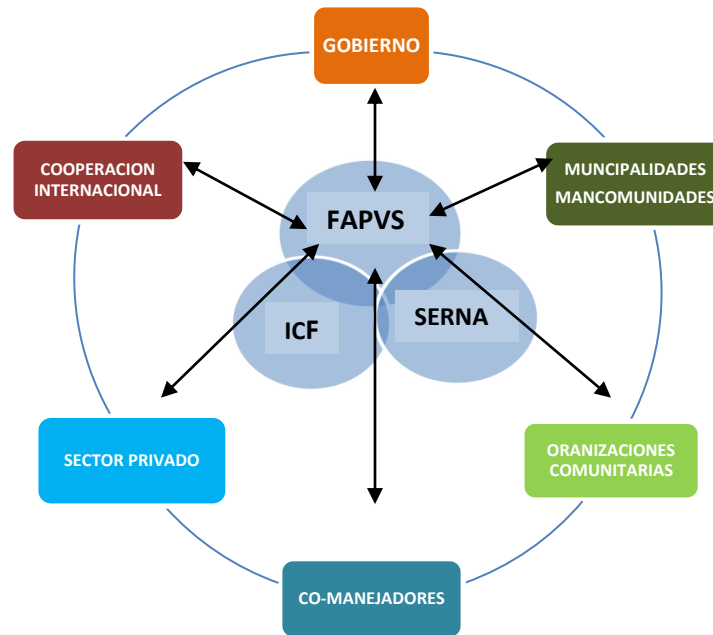 GOBIERNO
COOPERACION
INTERNACIONAL
MUNCIPALIDADES
MANCOMUNIDADES
FAPVS
ICF
SERNA
SECTOR PRIVADO
ORANIZACIONES
COMUNITARIAS
CO-MANEJADORES